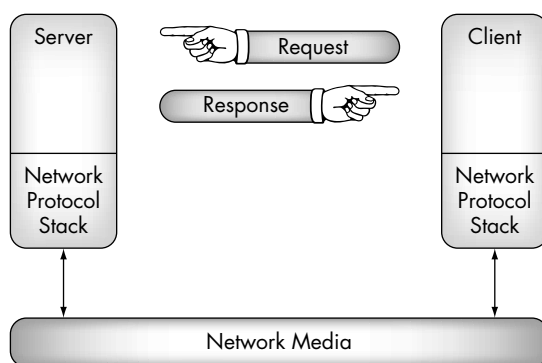 Server
Request
Client
Response
Network
Protocol
Stack
Network
Protocol
Stack
Network Media